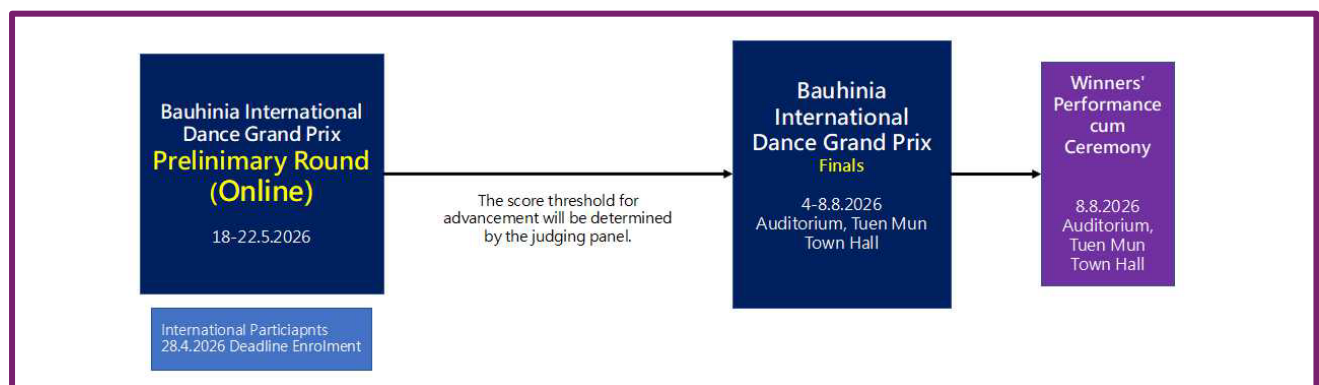 Bauhinia International
Dance Grand Prix
Prelinimary Round
(Online)
18-22.5.2026
International Particiapnts
28.4.2026 Deadline Enrolment
The score threshold for
advancement will be determined
by the judging panel.
Bauhinia
International
Dance Grand Prix
Finals
4-8.8.2026
Auditorium, Tuen Mun
Town Hall
Winners'
Performance
cum
Ceremony
8.8.2026
Auditorium,
Tuen Mun
Town Hall